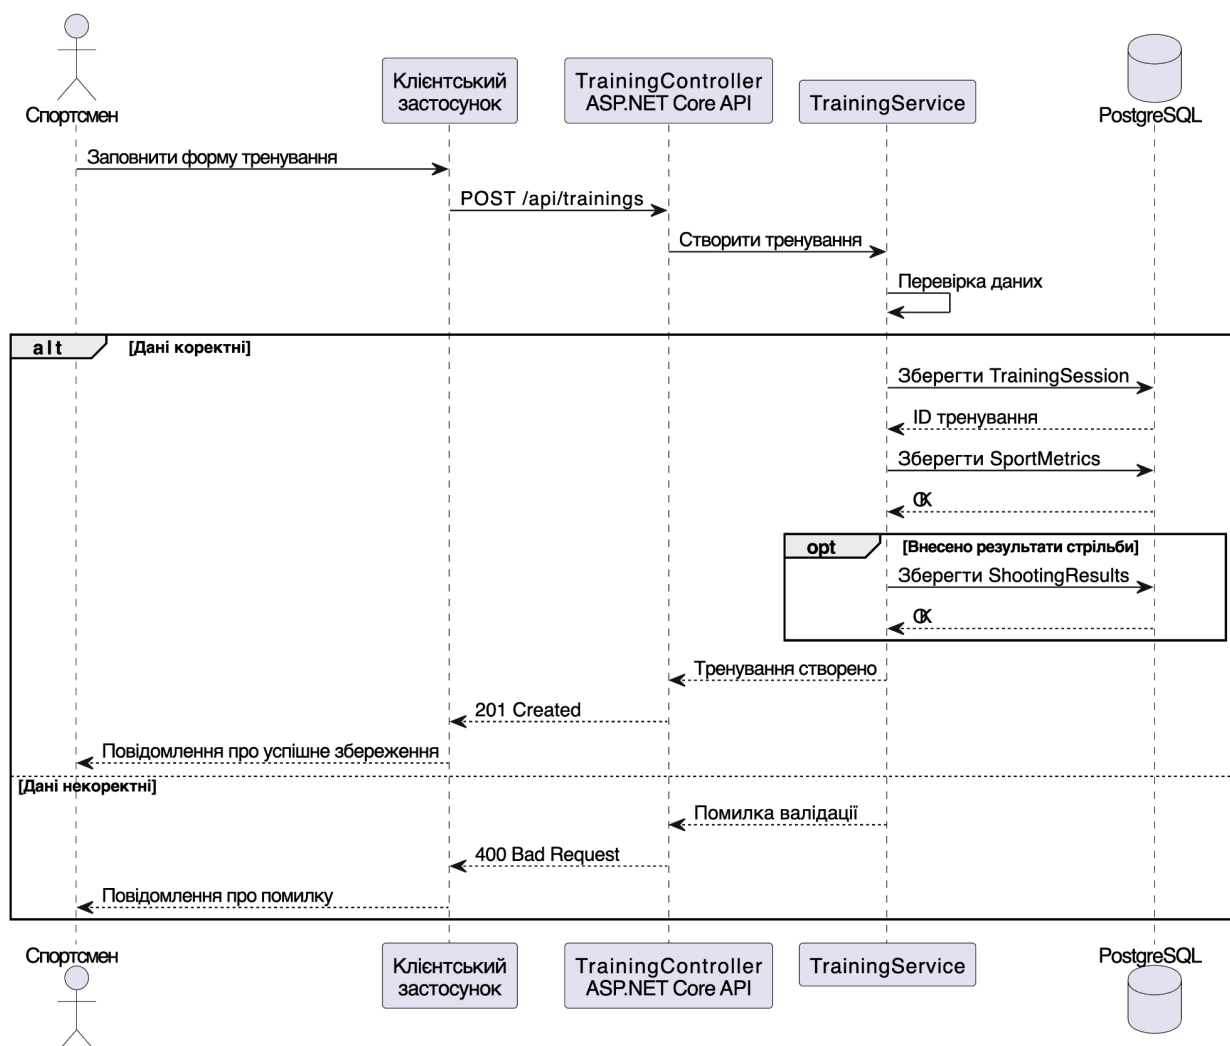 Спортсмен
Клієнтський
застосунок
TrainingController
ASP.NET Core API
TrainingService
PostgreSQL
Заповнити форму тренування
POST /api/trainings
Створити тренування
Перевірка даних
alt [Дані коректні]
Зберегти TrainingSession
ID тренування
Зберегти SportMetrics
OK
opt [Внесено результати стрільби]
Зберегти ShootingResults
OK
Тренування створено
201 Created
Повідомлення про успішне збереження
[Дані некоректні]
Помилка валідації
400 Bad Request
Повідомлення про помилку
Спортсмен
Клієнтський
застосунок
TrainingController
ASP.NET Core API
TrainingService
PostgreSQL